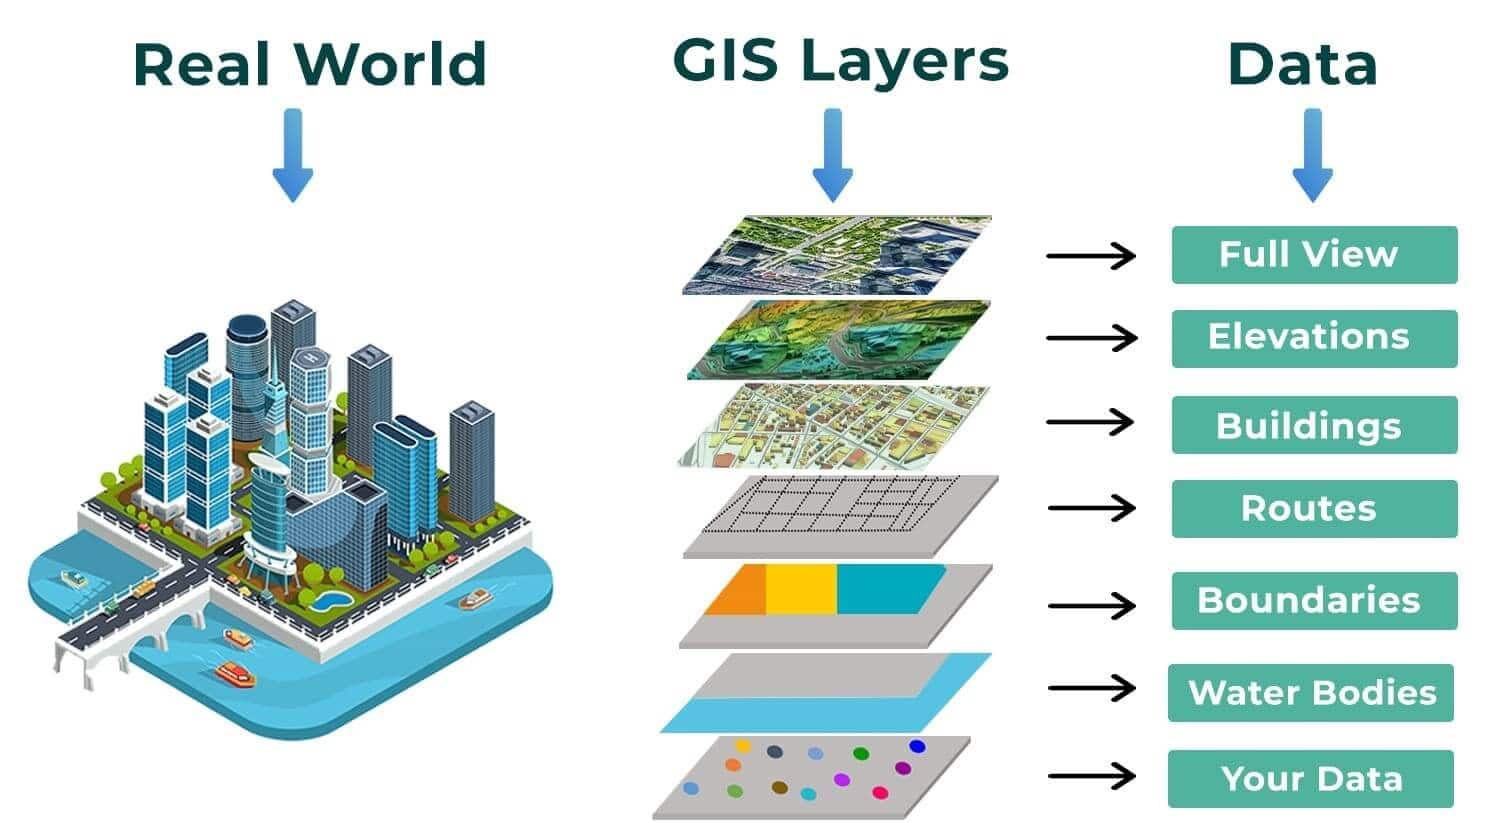 Real World
GIS Layers
Data
Full View
Elevations
Buildings
Routes
Boundaries
Water Bodies
Your Data
H